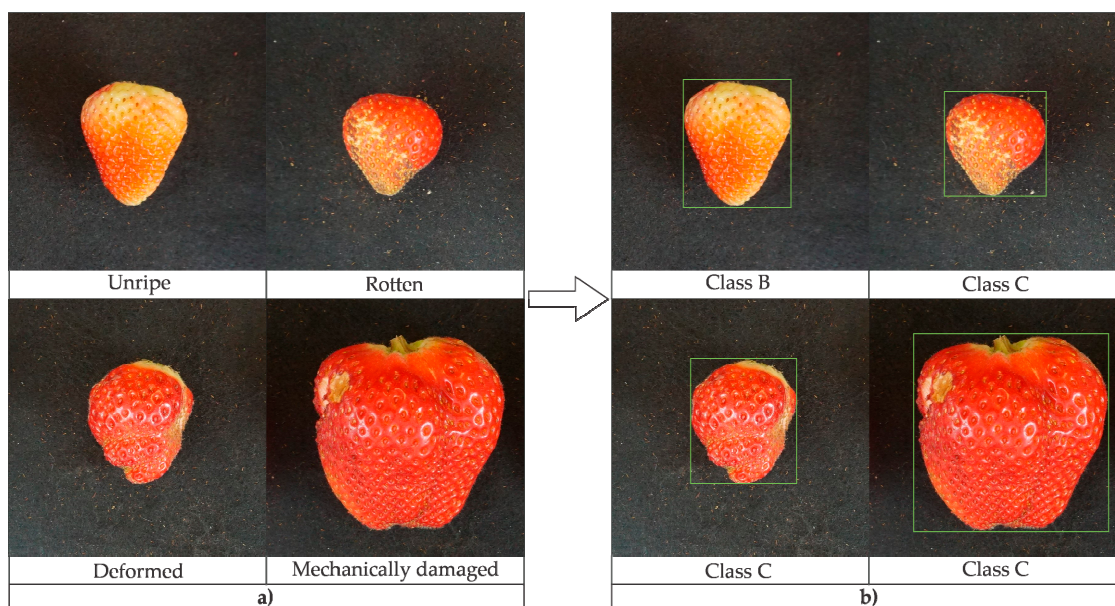 Unripe
Rotten
Class B
Class C
Deformed
Mechanically damaged
Class C
Class C
a)
b)